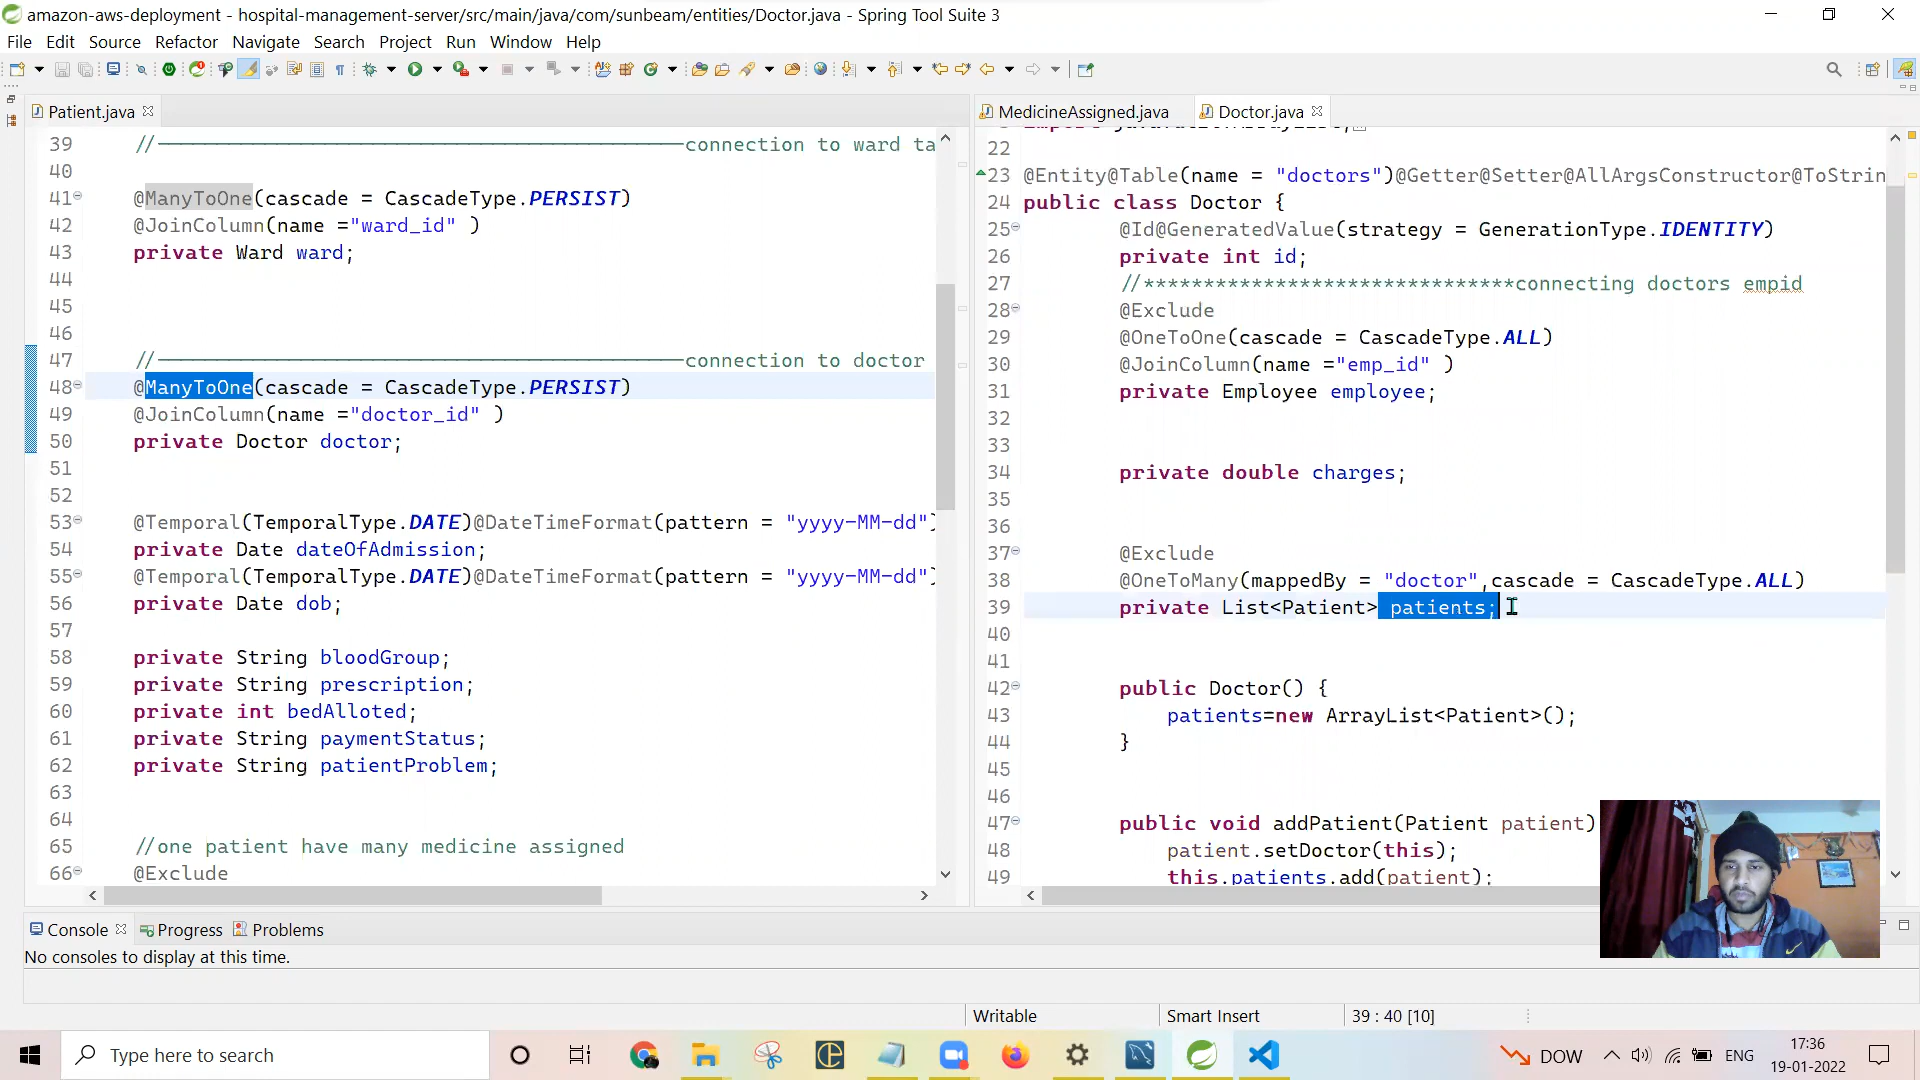 amazon-aws-deployment - hospital-management-server/src/main/java/com/sunbeam/entities/Doctor.java - Spring Tool Suite 3
File Edit Source Refactor Navigate Search Project Run Window Help
Patient.java
39 //————connection to ward ta
40
41 @ManyToOne(cascade = CascadeType.PERSIST)
42 @JoinColumn(name ="ward_id" )
43 private Ward ward;
44
45
46
47 //————connection to doctor
48 @ManyToOne(cascade = CascadeType.PERSIST)
49 @JoinColumn(name ="doctor_id" )
50 private Doctor doctor;
51
52
53 @Temporal(TemporalType.DATE)@DateTimeFormat(pattern = "yyyy-MM-dd")
54 private Date dateOfAdmission;
55 @Temporal(TemporalType.DATE)@DateTimeFormat(pattern = "yyyy-MM-dd")
56 private Date dob;
57
58 private String bloodGroup;
59 private String prescription;
60 private int bedAlloted;
61 private String paymentStatus;
62 private String patientProblem;
63
64
65 //one patient have many medicine assigned
66 @Exclude
MedicineAssigned.java Doctor.java
22
23 @Entity@Table(name = "doctors")@Getter@Setter@AllArgsConstructor@ToStrin
24 public class Doctor {
25 @Id@GeneratedValue(strategy = GenerationType.IDENTITY)
26 private int id;
27 //*******************************connecting doctors empid
28 @Exclude
29 @OneToOne(cascade = CascadeType.ALL)
30 @JoinColumn(name ="emp_id" )
31 private Employee employee;
32
33
34 private double charges;
35
36
37 @Exclude
38 @OneToMany(mappedBy = "doctor",cascade = CascadeType.ALL)
39 private List<Patient> patients;
40
41
42 public Doctor() {
43 patients=new ArrayList<Patient>();
44 }
45
46
47 public void addPatient(Patient patient)
48 patient.setDoctor(this);
49 this.patients.add(patient);
Console Progress Problems
No consoles to display at this time.
Writable Smart Insert 39 : 40 [10]
Type here to search
DOW ENG
17:36
19-01-2022